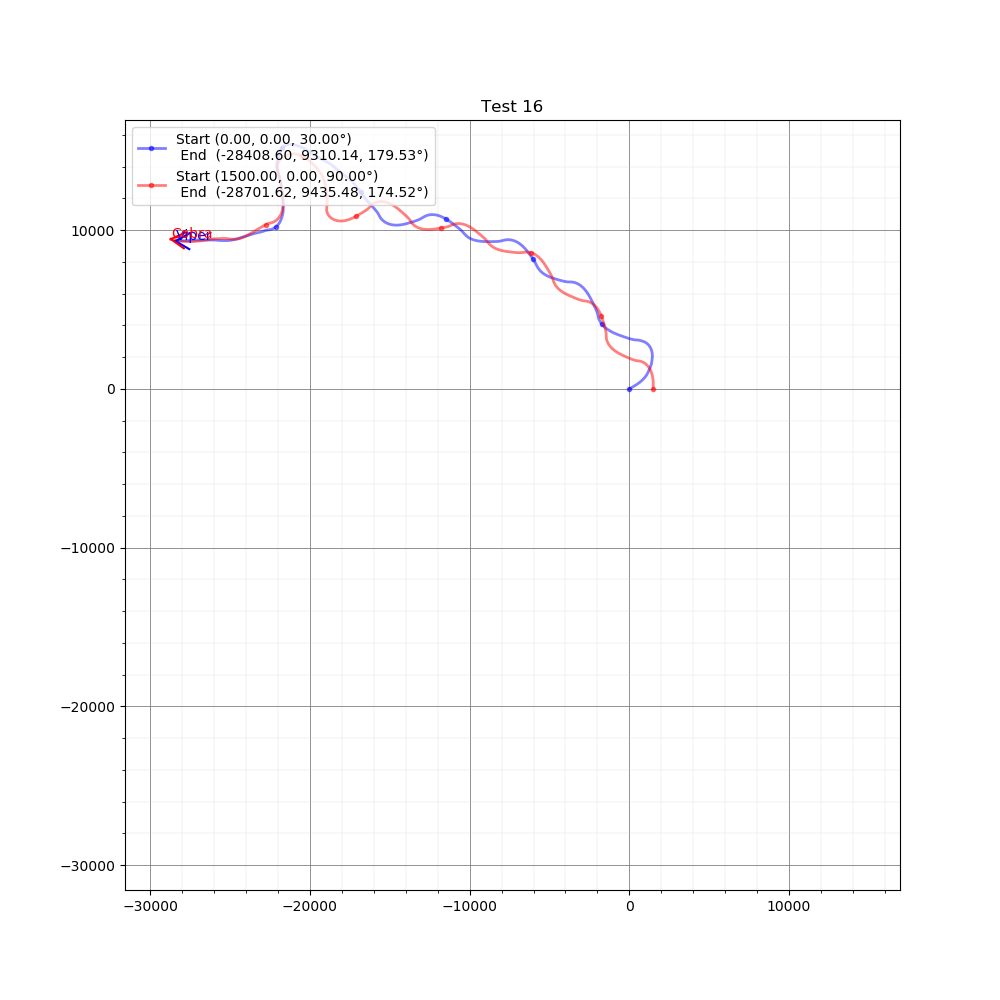 Test 16
Start (0.00, 0.00, 30.00°)
End (-28408.60, 9310.14, 179.53°)
Start (1500.00, 0.00, 90.00°)
End (-28701.62, 9435.48, 174.52°)
10000
0
−10000
−20000
−30000
−30000
−20000
−10000
0
10000